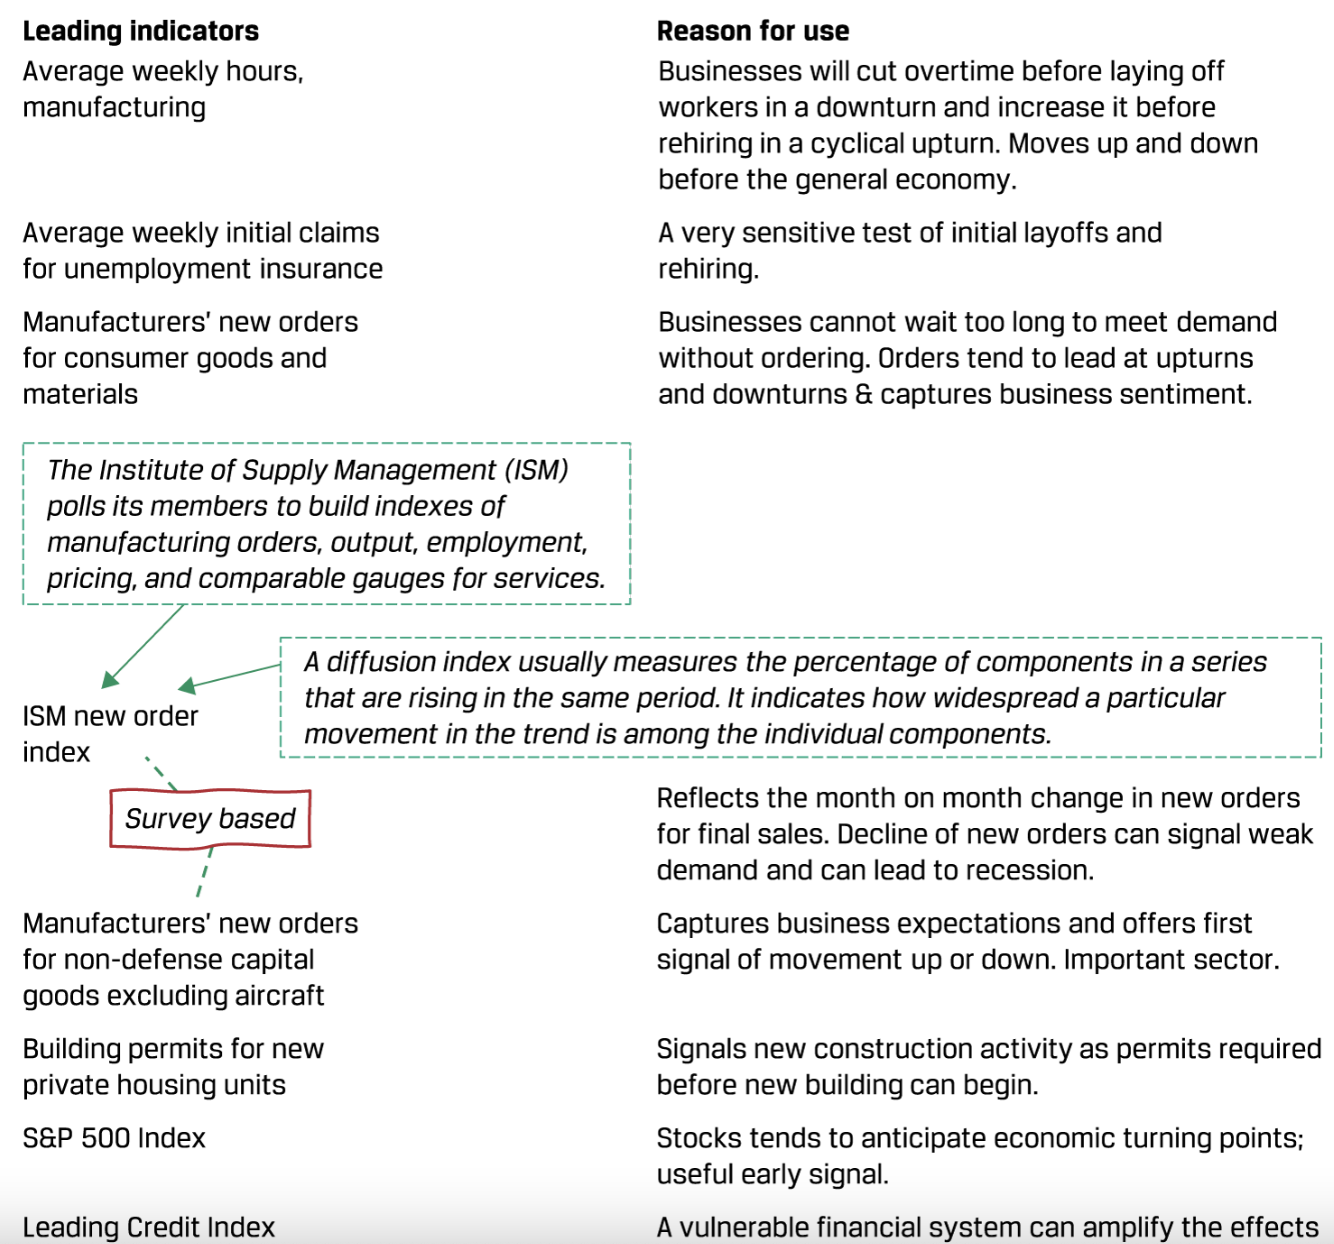 Leading indicators
Reason for use
Average weekly hours,
manufacturing
Businesses will cut overtime before laying off
workers in a downturn and increase it before
rehiring in a cyclical upturn. Moves up and down
before the general economy.
Average weekly initial claims
for unemployment insurance
A very sensitive test of initial layoffs and
rehiring.
Manufacturers' new orders
for consumer goods and
materials
Businesses cannot wait too long to meet demand
without ordering. Orders tend to lead at upturns
and downturns & captures business sentiment.
The Institute of Supply Management (ISM)
polls its members to build indexes of
manufacturing orders, output, employment,
pricing, and comparable gauges for services.
A diffusion index usually measures the percentage of components in a series
that are rising in the same period. It indicates how widespread a particular
movement in the trend is among the individual components.
ISM new order
index
Survey based
Reflects the month on month change in new orders
for final sales. Decline of new orders can signal weak
demand and can lead to recession.
Manufacturers' new orders
for non-defense capital
goods excluding aircraft
Captures business expectations and offers first
signal of movement up or down. Important sector.
Building permits for new
private housing units
Signals new construction activity as permits required
before new building can begin.
S&P 500 Index
Stocks tends to anticipate economic turning points;
useful early signal.
Leading Credit Index
A vulnerable financial system can amplify the effects